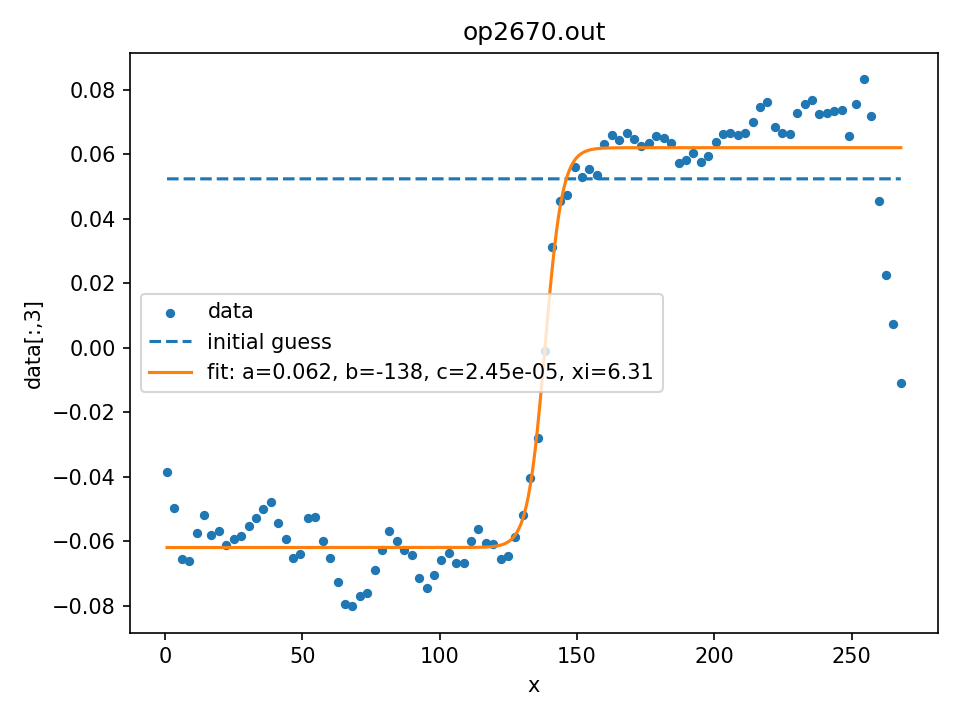 op2670.out
0.08
0.06
0.04
0.02
0.00
−0.02
−0.04
−0.06
−0.08
data[:,3]
data
initial guess
fit: a=0.062, b=-138, c=2.45e-05, xi=6.31
0 50 100 150 200 250
x